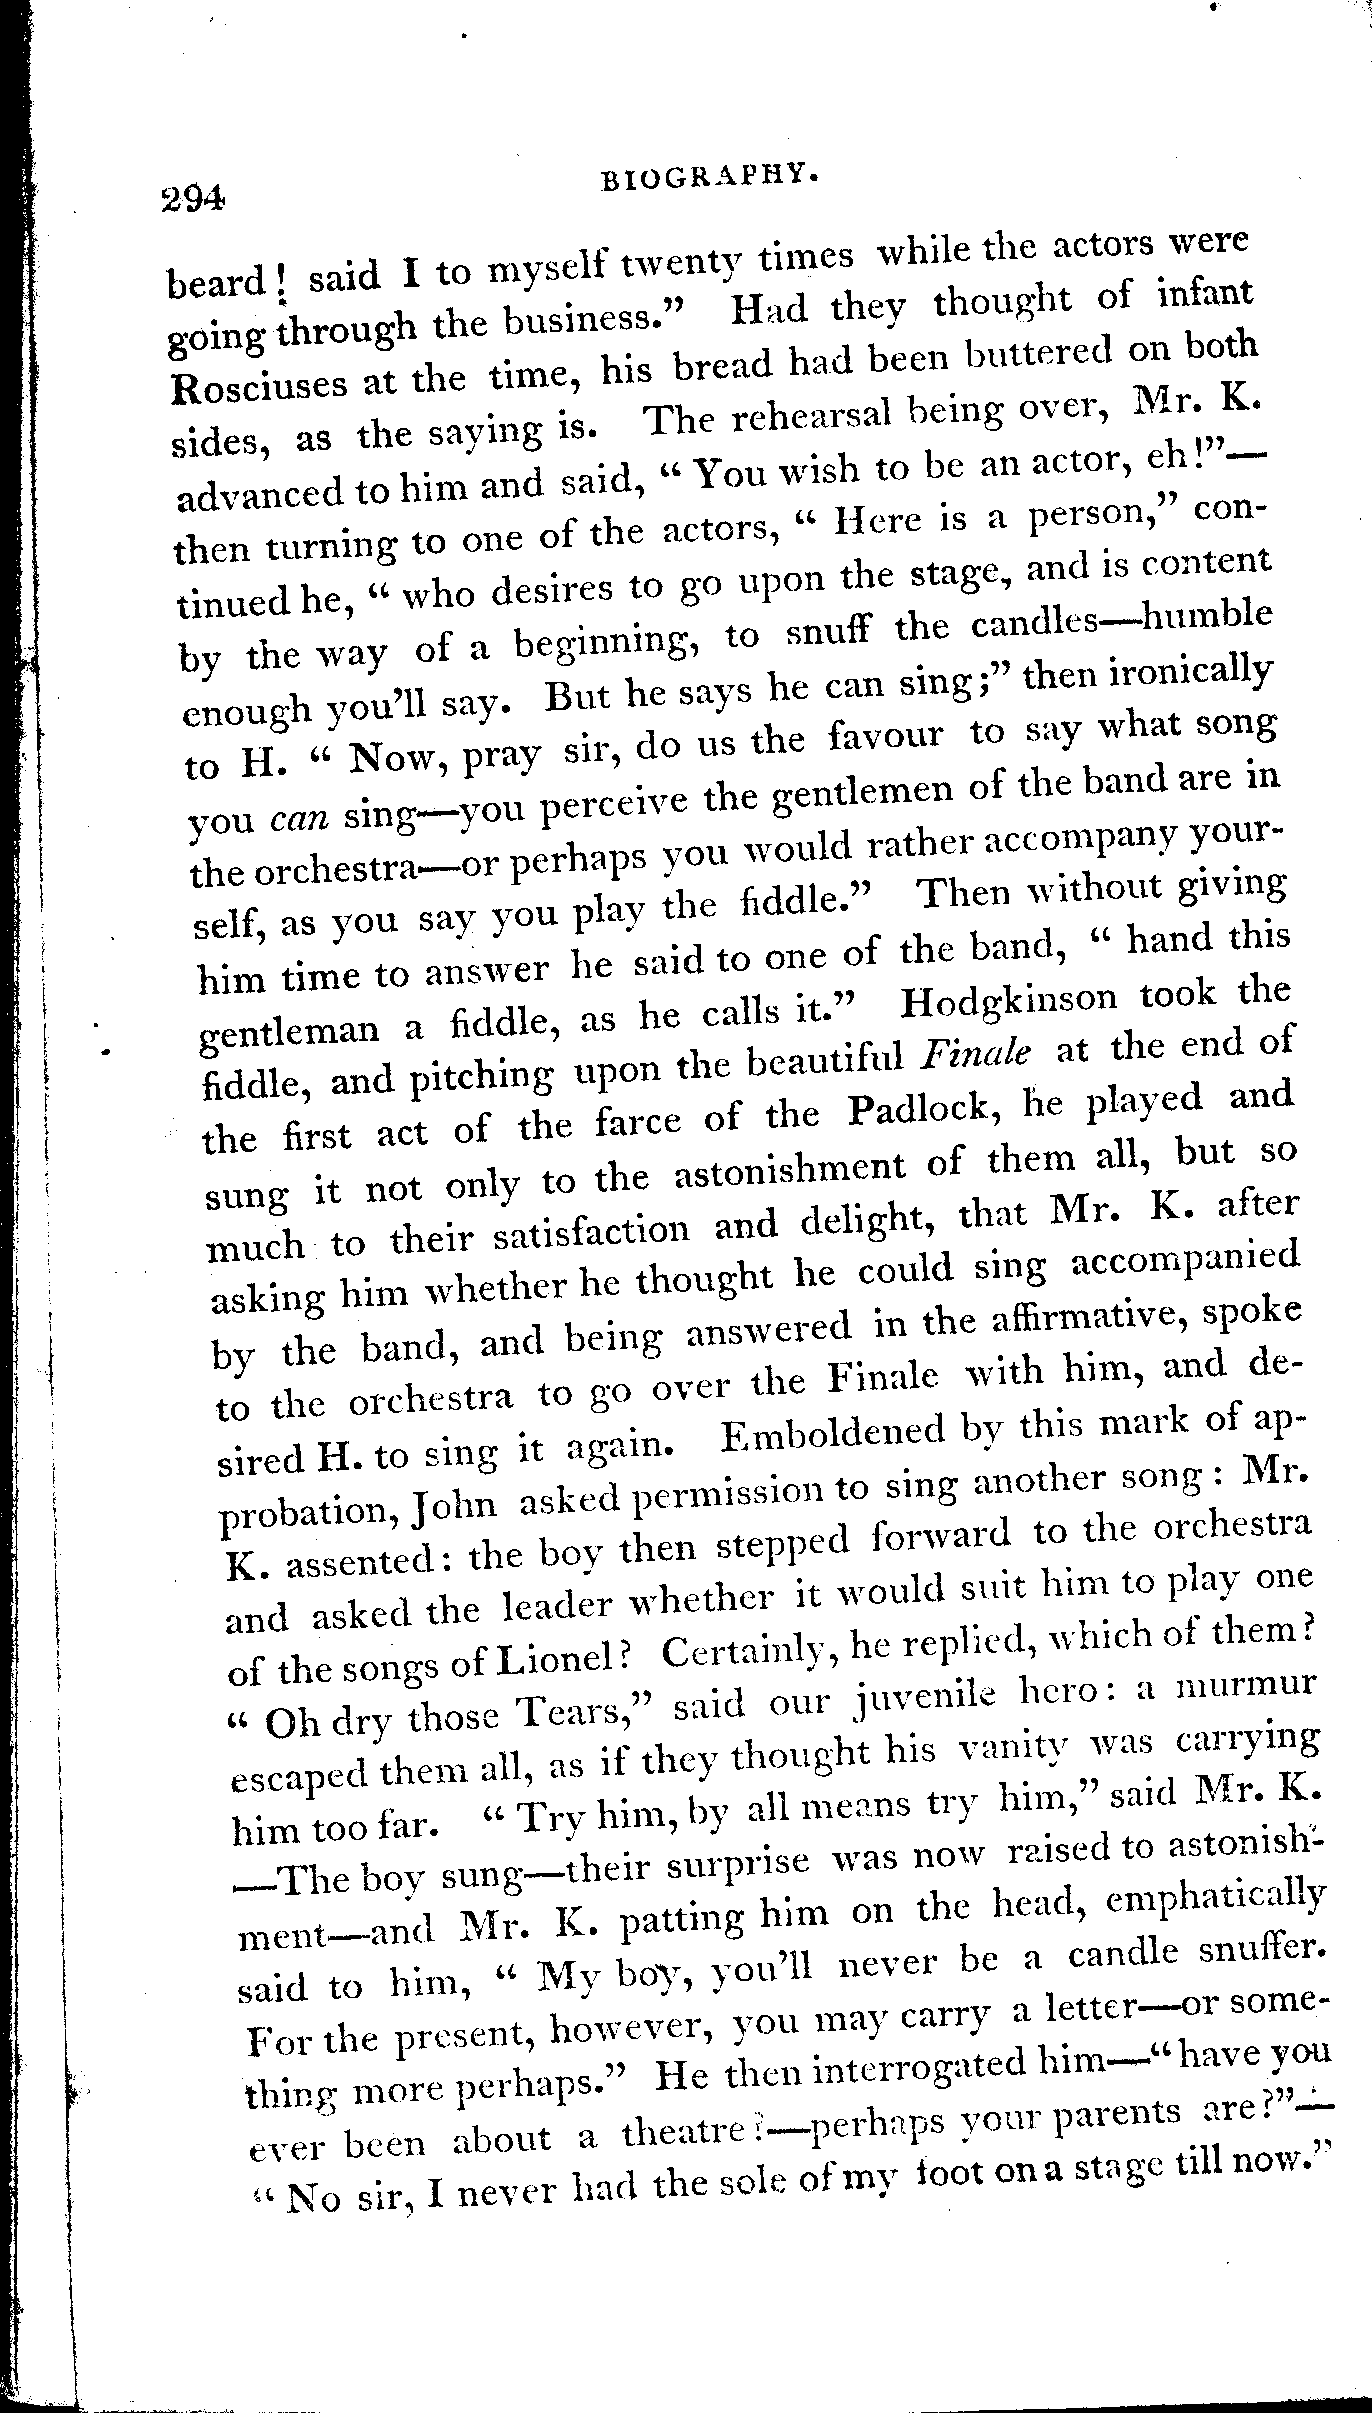 294
BIOGRAPHY.
beard! said I to myself twenty times while the actors were
going through the business.” Had they thought of infant
Rosciuses at the time, his bread had been buttered on both
sides, as the saying is. The rehearsal being over, Mr. K.
advanced to him and said, “ You wish to be an actor, eh!”—
then turning to one of the actors, “ Here is a person,” con-
tinued he, “ who desires to go upon the stage, and is content
by the way of a beginning, to snuff the candles—humble
enough you’ll say. But he says he can sing;” then ironically
to H. “ Now, pray sir, do us the favour to say what song
you can sing—you perceive the gentlemen of the band are in
the orchestra—or perhaps you would rather accompany your-
self, as you say you play the fiddle.” Then without giving
him time to answer he said to one of the band, “ hand this
gentleman a fiddle, as he calls it.” Hodgkinson took the
fiddle, and pitching upon the beautiful Finale at the end of
the first act of the farce of the Padlock, he played and
sung it not only to the astonishment of them all, but so
much to their satisfaction and delight, that Mr. K. after
asking him whether he thought he could sing accompanied
by the band, and being answered in the affirmative, spoke
to the orchestra to go over the Finale with him, and de-
sired H. to sing it again. Emboldened by this mark of ap-
probation, John asked permission to sing another song: Mr.
K. assented: the boy then stepped forward to the orchestra
and asked the leader whether it would suit him to play one
of the songs of Lionel? Certainly, he replied, which of them?
“ Oh dry those Tears,” said our juvenile hero: a murmur
escaped them all, as if they thought his vanity was carrying
him too far. “ Try him, by all means try him,” said Mr. K.
—The boy sung—their surprise was now raised to astonish-
ment—and Mr. K. patting him on the head, emphatically
said to him, “ My boy, you’ll never be a candle snuffer.
For the present, however, you may carry a letter—or some-
thing more perhaps.” He then interrogated him—“have you
ever been about a theatre?—perhaps your parents are?”—
“ No sir, I never had the sole of my foot on a stage till now.”